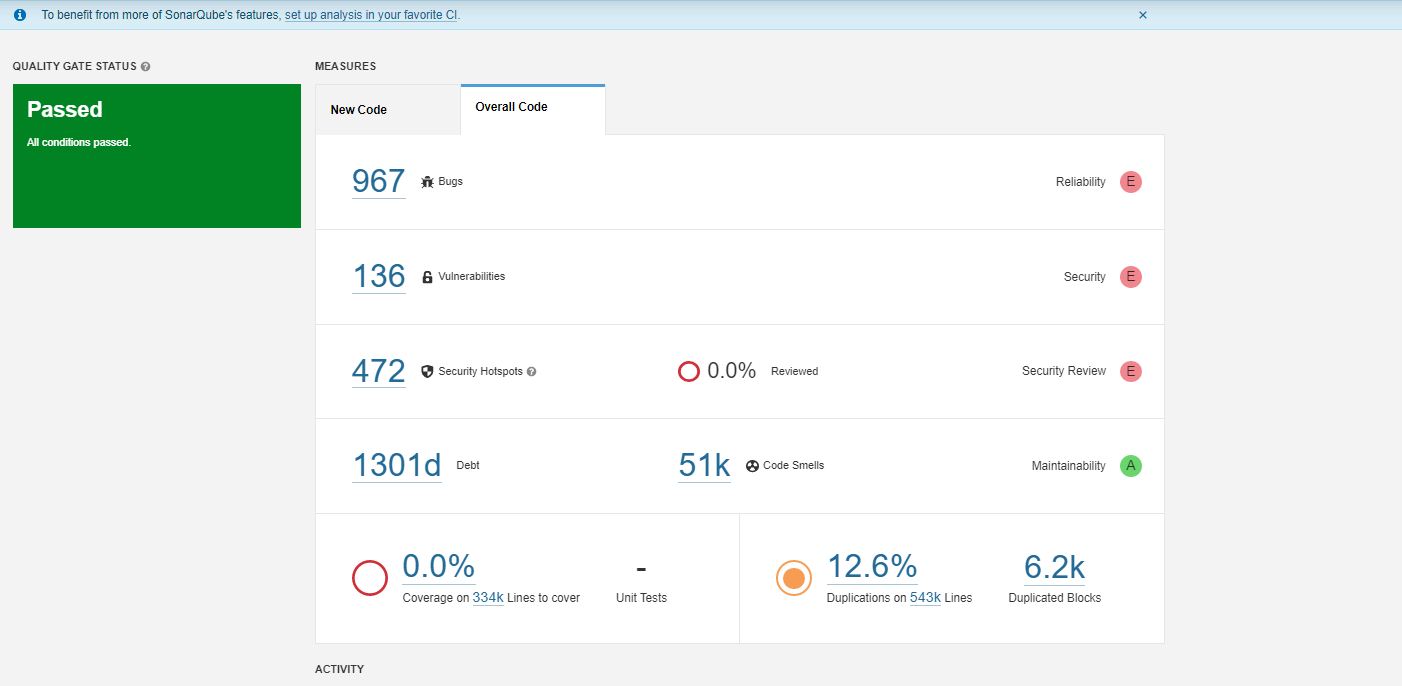 To benefit from more of SonarQube's features, set up analysis in your favorite CI.
QUALITY GATE STATUS
MEASURES
Passed
All conditions passed.
New Code
Overall Code
967 Bugs
Reliability E
136 Vulnerabilities
Security E
472 Security Hotspots
0.0% Reviewed
Security Review E
1301d Debt
51k Code Smells
Maintainability A
0.0%
Coverage on 334k Lines to cover
-
Unit Tests
12.6%
Duplications on 543k Lines
6.2k
Duplicated Blocks
ACTIVITY